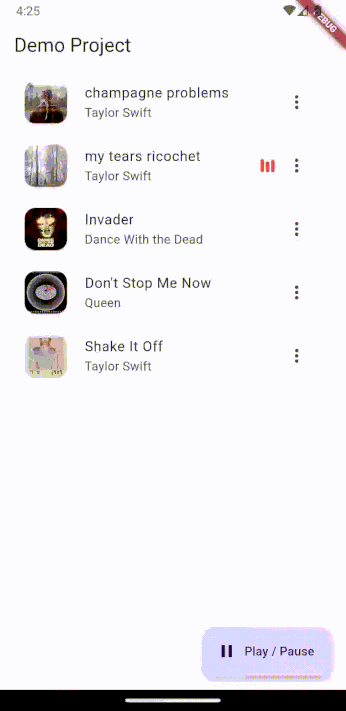 4:25
DEBUG
Demo Project
champagne problems
Taylor Swift
my tears ricochet
Taylor Swift
Invader
Dance With the Dead
Don't Stop Me Now
Queen
Shake It Off
Taylor Swift
Play / Pause